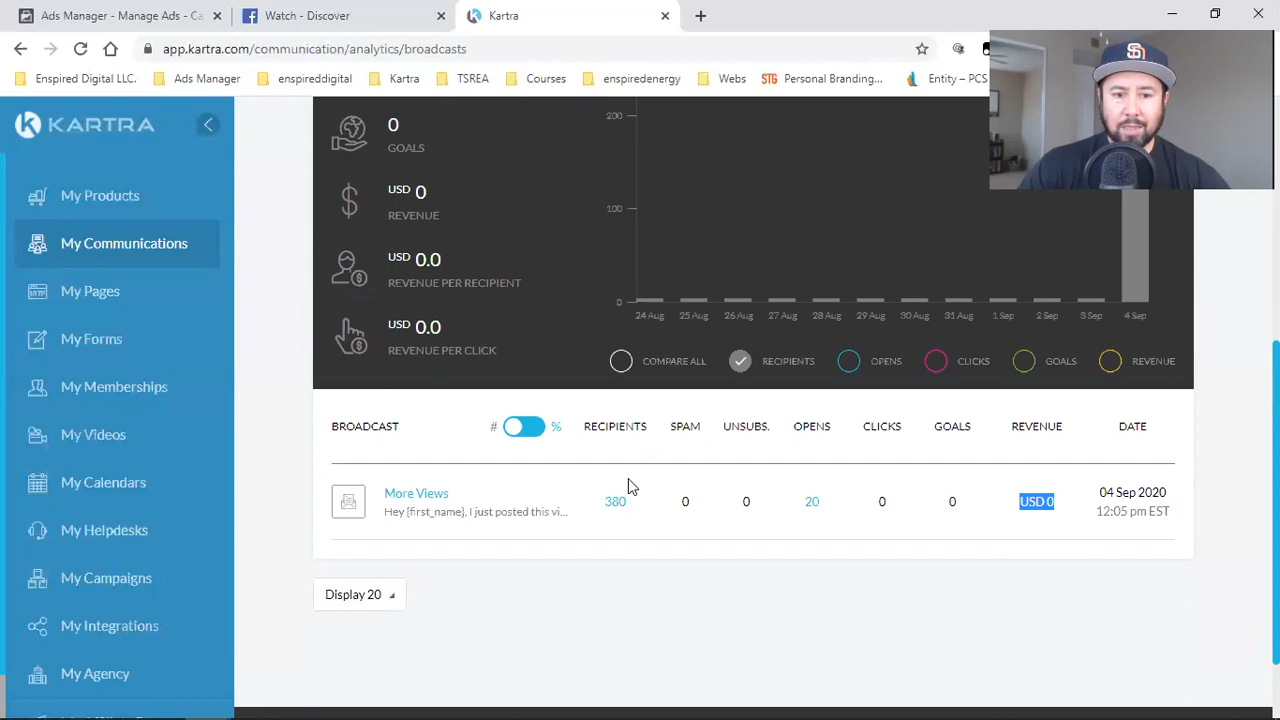 Ads Manager - Manage Ads - Ca
Watch - Discover
Kartra
app.kartra.com/communication/analytics/broadcasts
Enspired Digital LLC.
Ads Manager
enspireddigital
Kartra
TSREA
Courses
enspiredenergy
Webs
STG
Personal Branding...
Entity – PCS
KARTRA
My Products
My Communications
My Pages
My Forms
My Memberships
My Videos
My Calendars
My Helpdesks
My Campaigns
My Integrations
My Agency
0
GOALS
USD 0
REVENUE
USD 0.0
REVENUE PER RECIPIENT
USD 0.0
REVENUE PER CLICK
200
100
0
24 Aug 25 Aug 26 Aug 27 Aug 28 Aug 29 Aug 30 Aug 31 Aug 1 Sep 2 Sep 3 Sep 4 Sep
COMPARE ALL RECIPIENTS OPENS CLICKS GOALS REVENUE
BROADCAST # % RECIPIENTS SPAM UNSUBS. OPENS CLICKS GOALS REVENUE DATE
More Views
Hey {first_name}, I just posted this vi...
380 0 0 20 0 0 USD 0
04 Sep 2020
12:05 pm EST
Display 20